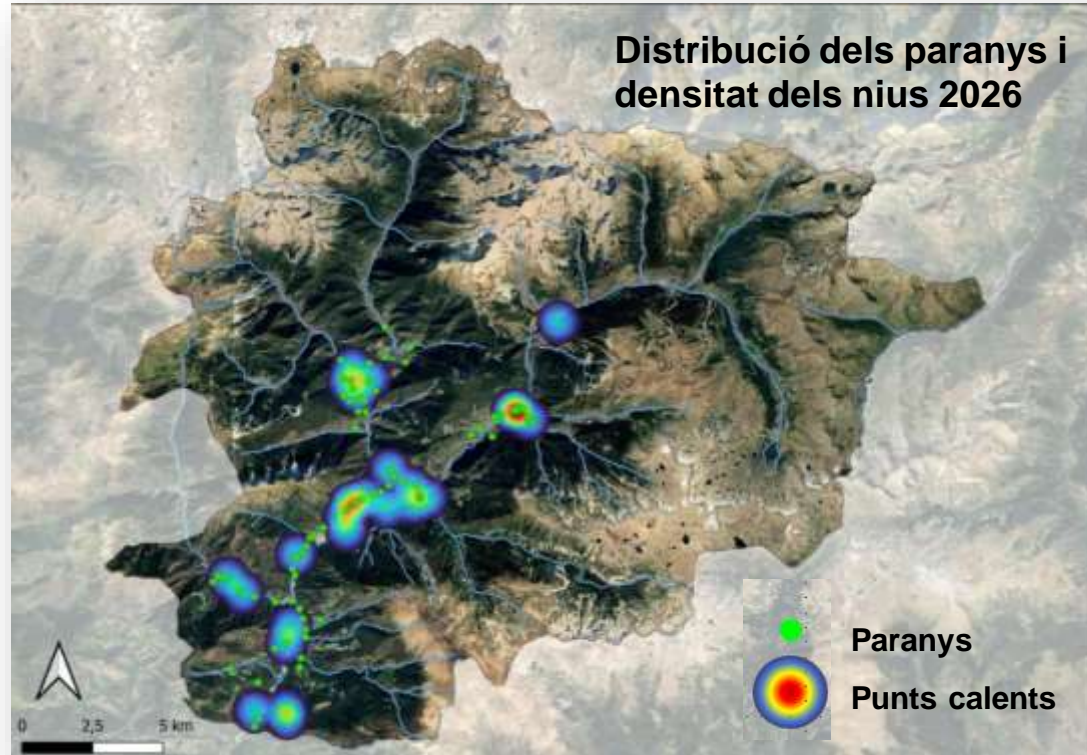 Distribució dels paranys i
densitat dels nius 2026
Paranys
Punts calents
0 2,5 5 km